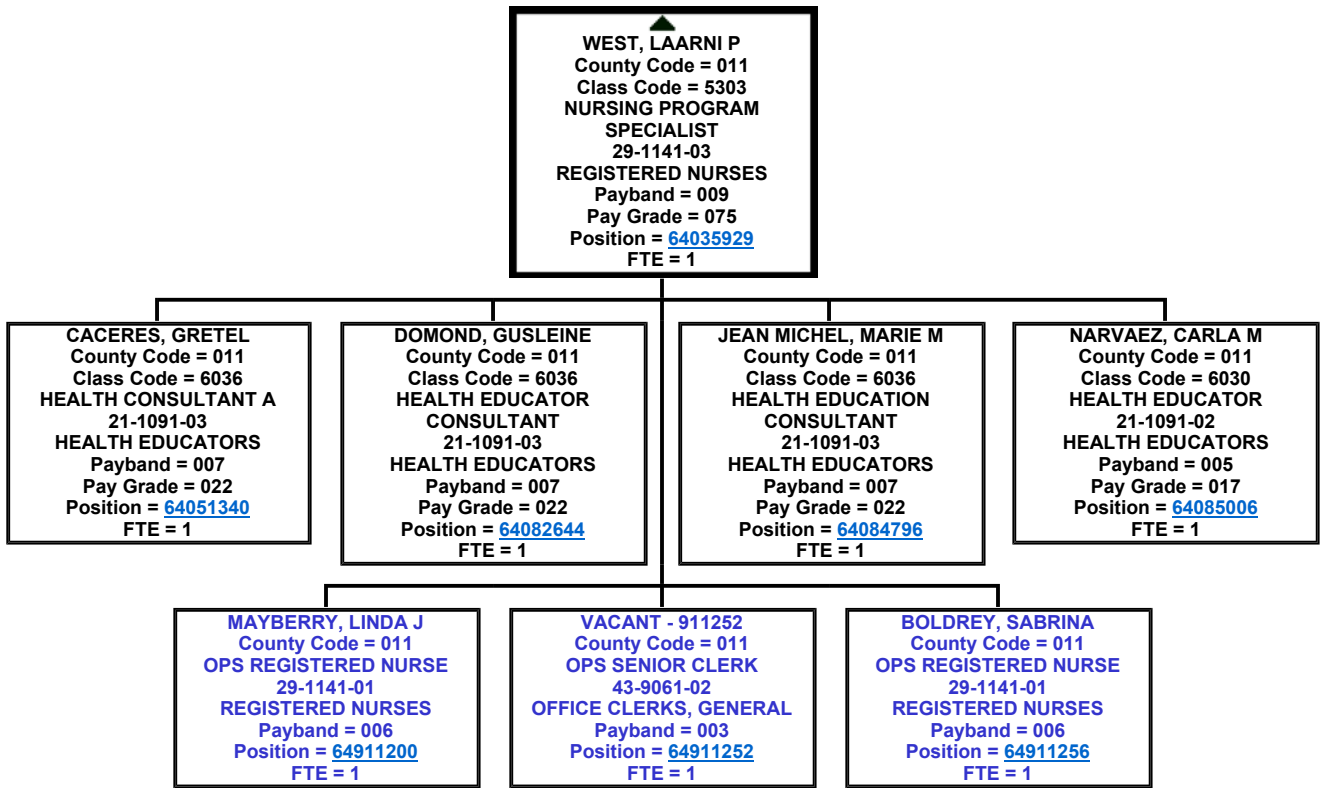 WEST, LAARNI P
County Code = 011
Class Code = 5303
NURSING PROGRAM
SPECIALIST
29-1141-03
REGISTERED NURSES
Payband = 009
Pay Grade = 075
Position = 64035929
FTE = 1
CACERES, GRETEL
County Code = 011
Class Code = 6036
HEALTH CONSULTANT A
21-1091-03
HEALTH EDUCATORS
Payband = 007
Pay Grade = 022
Position = 64051340
FTE = 1
DOMOND, GUSLEINE
County Code = 011
Class Code = 6036
HEALTH EDUCATOR
CONSULTANT
21-1091-03
HEALTH EDUCATORS
Payband = 007
Pay Grade = 022
Position = 64082644
FTE = 1
JEAN MICHEL, MARIE M
County Code = 011
Class Code = 6036
HEALTH EDUCATION
CONSULTANT
21-1091-03
HEALTH EDUCATORS
Payband = 007
Pay Grade = 022
Position = 64084796
FTE = 1
NARVAEZ, CARLA M
County Code = 011
Class Code = 6030
HEALTH EDUCATOR
21-1091-02
HEALTH EDUCATORS
Payband = 005
Pay Grade = 017
Position = 64085006
FTE = 1
MAYBERRY, LINDA J
County Code = 011
OPS REGISTERED NURSE
29-1141-01
REGISTERED NURSES
Payband = 006
Position = 64911200
FTE = 1
VACANT - 911252
County Code = 011
OPS SENIOR CLERK
43-9061-02
OFFICE CLERKS, GENERAL
Payband = 003
Position = 64911252
FTE = 1
BOLDREY, SABRINA
County Code = 011
OPS REGISTERED NURSE
29-1141-01
REGISTERED NURSES
Payband = 006
Position = 64911256
FTE = 1